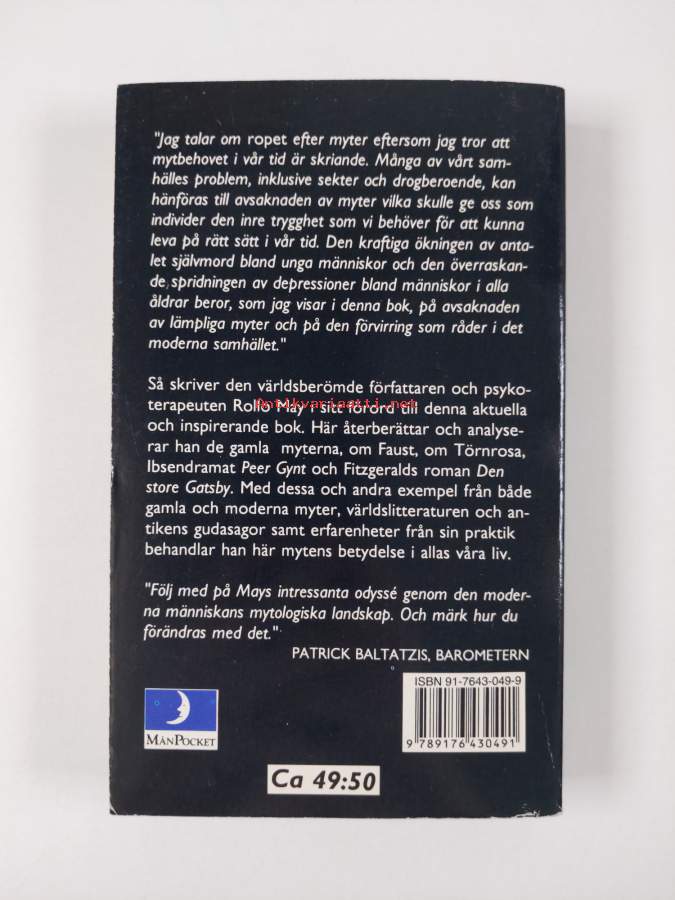 "Jag talar om ropet efter myter eftersom jag tror att
mytbehovet i vår tid är skriande. Många av vårt sam-
hälles problem, inklusive sekter och drogberoende, kan
hänföras till avsaknaden av myter vilka skulle ge oss som
individer den inre trygghet som vi behöver för att kunna
leva på rätt sätt i vår tid. Den kraftiga ökningen av anta-
let självmord bland unga människor och den överraskan-
de spridningen av depressioner bland människor i alla
åldrar beror, som jag visar i denna bok, på avsaknaden
av lämpliga myter och på den förvirring som råder i det
moderna samhället."
Så skriver den världsberömde författaren och psyko-
terapeuten Rollo May i sitt förord till denna aktuella
Antikvariaatti.net
och inspirerande bok. Här återberättar och analyse-
rar han de gamla myterna, om Faust, om Törnrosa,
Ibsendramat Peer Gynt och Fitzgeralds roman Den
store Gatsby. Med dessa och andra exempel från både
gamla och moderna myter, världslitteraturen och an-
tikens gudasagor samt erfarenheter från sin praktik
behandlar han här mytens betydelse i allas våra liv.
"Följ med på Mays intressanta odyssé genom den moder-
na människans mytologiska landskap. Och märk hur du
förändras med det."
PATRICK BALTATZIS, BAROMETERN
ISBN 91-7643-049-9
9 789176 430491
MÅNPOCKET
Ca 49:50